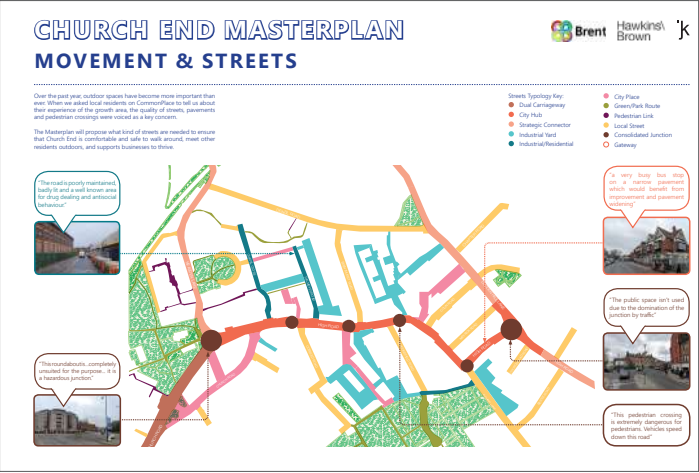 CHURCH END MASTERPLAN
MOVEMENT & STREETS
Brent
Hawkins\
Brown
Over the past year, outdoor spaces have become more important than
ever. When we asked local residents on CommonPlace to tell us about
their experience of the growth area, the quality of streets, pavements
and pedestrian crossings were voiced as a key concern.
The Masterplan will propose what kind of streets are needed to ensure
that Church End is comfortable and safe to walk around, meet other
residents outdoors, and supports businesses to thrive.
Streets Typology Key:
Dual Carriageway
City Hub
Strategic Connector
Industrial Yard
Industrial/Residential
City Place
Green/Park Route
Pedestrian Link
Local Street
Consolidated Junction
Gateway
"The road is poorly maintained,
badly lit and a well known area
for drug dealing and antisocial
behaviour."
"a very busy bus stop
on a narrow pavement
which would benefit from
improvement and pavement
widening"
"The public space isn't used
due to the domination of the
junction by traffic"
"This roundabout is...completely
unsuited for the purpose... it is
a hazardous junction"
"This pedestrian crossing
is extremely dangerous for
pedestrians. Vehicles speed
down this road"